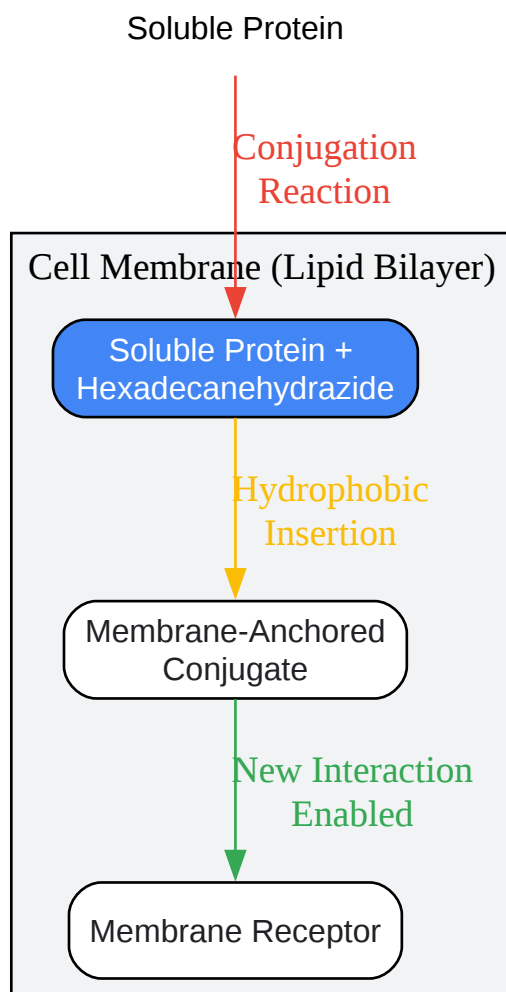 Soluble Protein
Conjugation
Reaction
Cell Membrane (Lipid Bilayer)
Soluble Protein +
Hexadecanehydrazide
Hydrophobic
Insertion
Membrane-Anchored
Conjugate
New Interaction
Enabled
Membrane Receptor